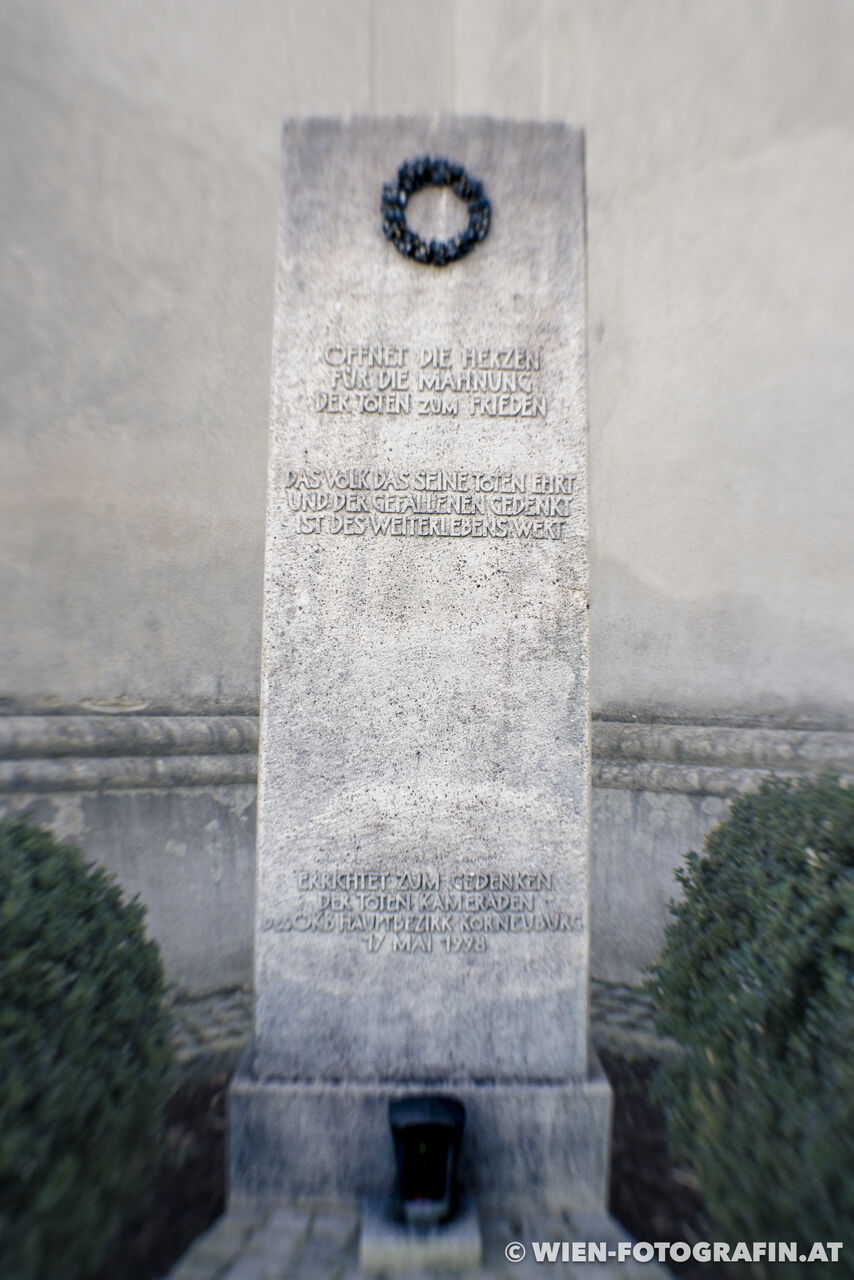 ÖFFNET DIE HERZEN
FÜR DIE MAHNUNG
DER TOTEN ZUM FRIEDEN
DAS VOLK DAS SEINE TOTEN EHRT
UND DER GEFALLENEN GEDENKT
IST DES WEITERLEBENS WERT
ERRICHTET ZUM GEDENKEN
DER TOTEN KAMERADEN
DES ÖKB HAUPTBEZIRK KORNEUBURG
17 MAI 1998
© WIEN-FOTOGRAFIN.AT